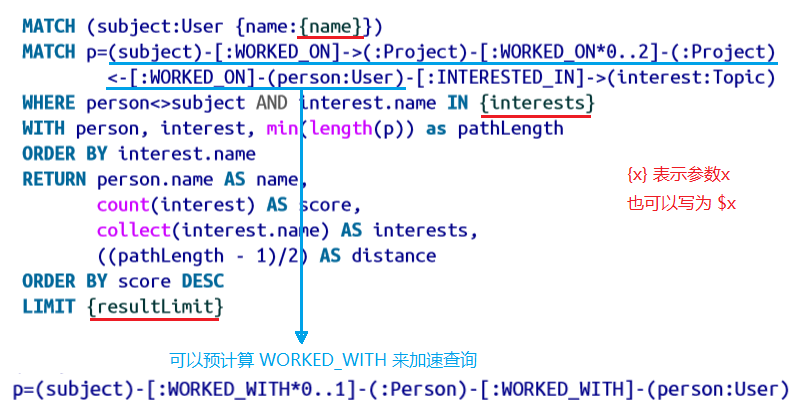 MATCH (subject:User {name:{name}})
MATCH p=(subject)-[:WORKED_ON]->(:Project)-[:WORKED_ON*0..2]-(:Project)
<-[:WORKED_ON]-(person:User)-[:INTERESTED_IN]->(interest:Topic)
WHERE person<>subject AND interest.name IN {interests}
WITH person, interest, min(length(p)) as pathLength
ORDER BY interest.name
RETURN person.name AS name,
count(interest) AS score,
collect(interest.name) AS interests,
((pathLength - 1)/2) AS distance
ORDER BY score DESC
LIMIT {resultLimit}
{x} 表示参数x
也可以写为 $x
可以预计算 WORKED_WITH 来加速查询
p=(subject)-[:WORKED_WITH*0..1]-(:Person)-[:WORKED_WITH]-(person:User)